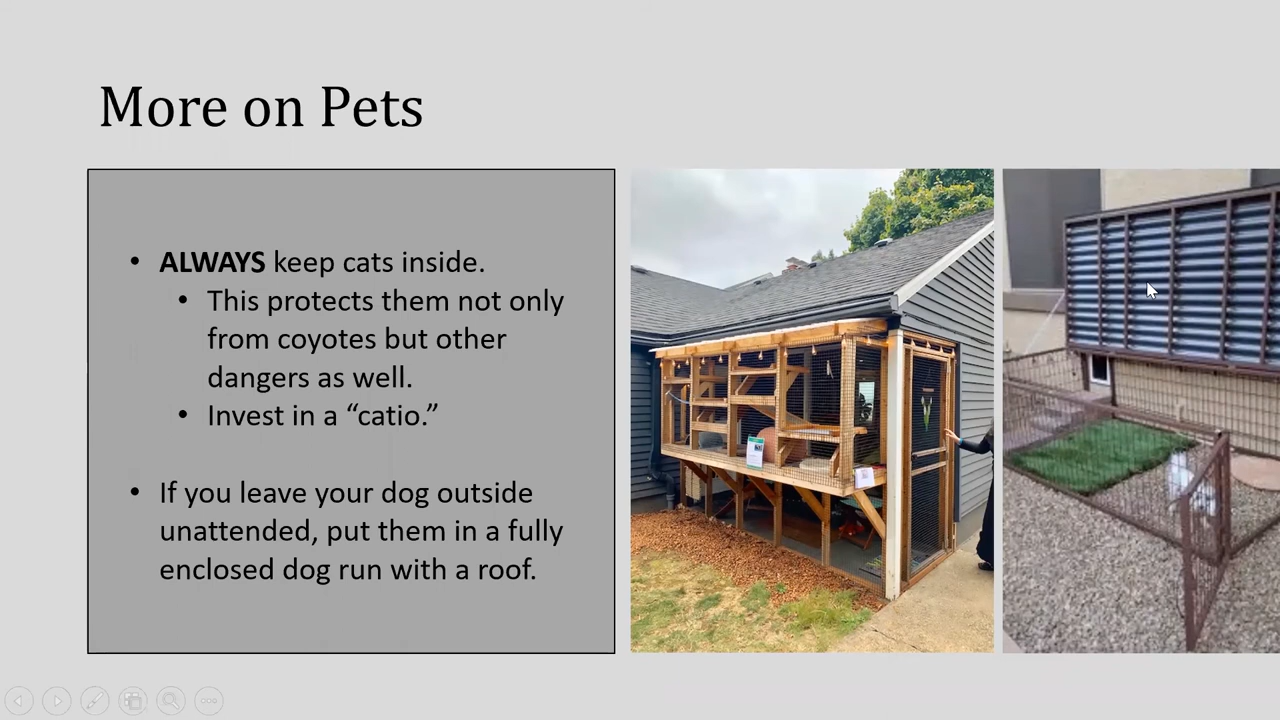 More on Pets
• ALWAYS keep cats inside.
• This protects them not only
from coyotes but other
dangers as well.
• Invest in a “catio.”
• If you leave your dog outside
unattended, put them in a fully
enclosed dog run with a roof.